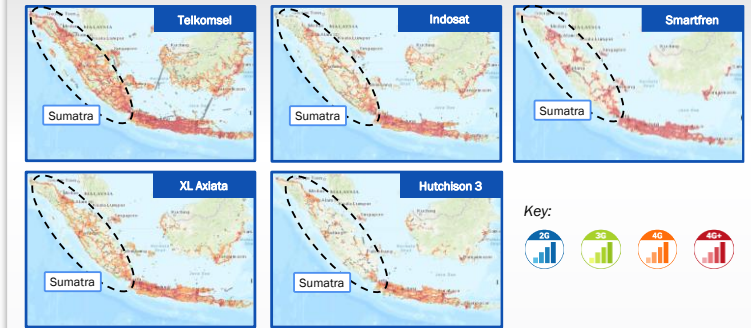 Telkomsel
Sumatra
Indosat
Sumatra
Smartfren
Sumatra
XL Axiata
Sumatra
Hutchison 3
Sumatra
Key:
2G
3G
4G
4G+